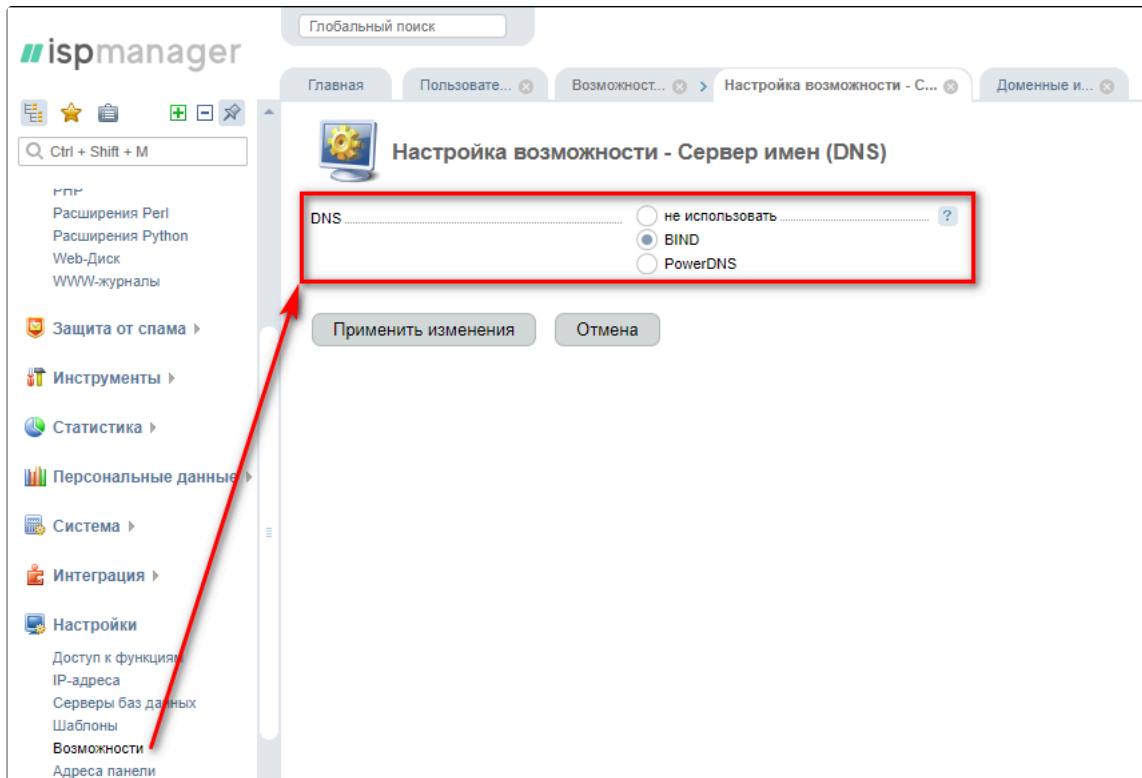 Глобальный поиск
ispmanager
Главная
Пользовате...
Возможност...
Настройка возможности - С...
Доменные и...
Ctrl + Shift + M
Настройка возможности - Сервер имен (DNS)
PHP
Расширения Perl
Расширения Python
Web-Диск
WWW-журналы
DNS
не использовать
?
BIND
PowerDNS
Применить изменения
Отмена
Защита от спама
Инструменты
Статистика
Персональные данные
Система
Интеграция
Настройки
Доступ к функциям
IP-адреса
Серверы баз данных
Шаблоны
Возможности
Адреса панели